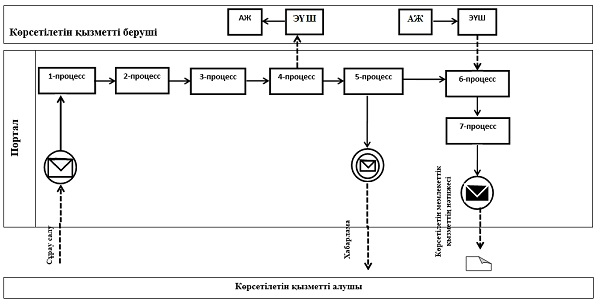 Көрсетілетін қызметті беруші
АЖ
ЭҮШ
АЖ
ЭҮШ
Портал
1-процесс
2-процесс
3-процесс
4-процесс
5-процесс
6-процесс
7-процесс
Сұрау салу
Хабарлама
Көрсетілетін мемлекеттік
қызметтің нәтижесі
Көрсетілетін қызметті алушы